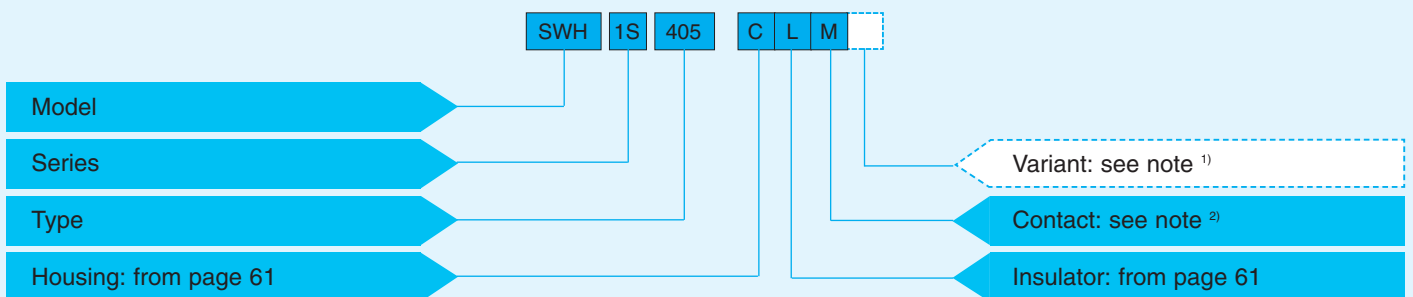 SWH 1S 405 C L M
Model
Series
Variant: see note 1)
Type
Contact: see note 2)
Housing: from page 61
Insulator: from page 61